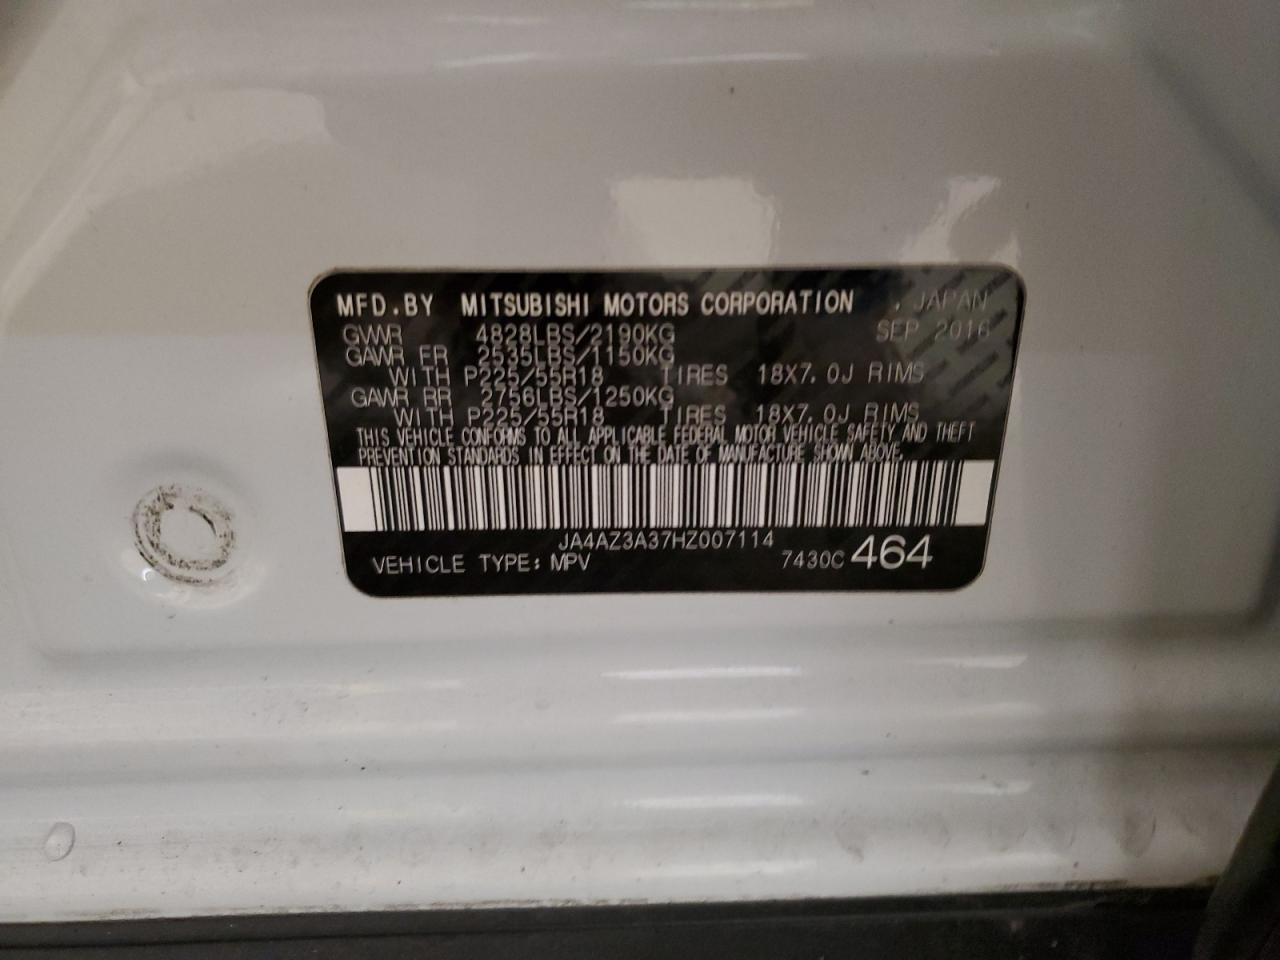 MFD.BY MITSUBISHI MOTORS CORPORATION , JAPAN
GVWR 4828LBS/2190KG SEP 2016
GAWR FR 2535LBS/1150KG
WITH P225/55R18 TIRES 18X7.0J RIMS
GAWR RR 2756LBS/1250KG
WITH P225/55R18 TIRES 18X7.0J RIMS
THIS VEHICLE CONFORMS TO ALL APPLICABLE FEDERAL MOTOR VEHICLE SAFETY AND THEFT
PREVENTION STANDARDS IN EFFECT ON THE DATE OF MANUFACTURE SHOWN ABOVE.
JA4AZ3A37HZ007114
VEHICLE TYPE: MPV 7430C 464